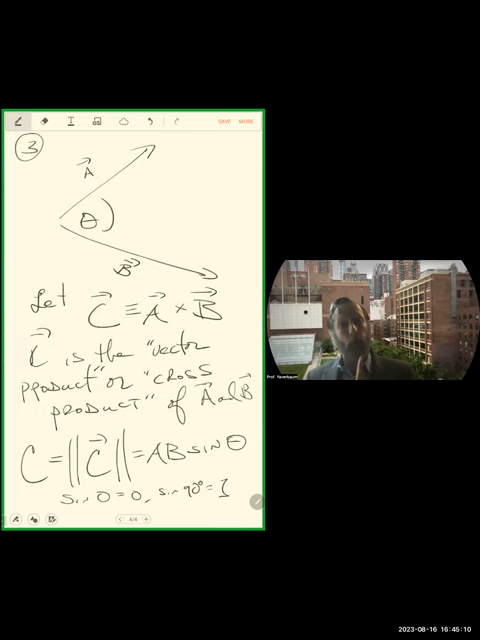 SAVE MORE
3
A
θ
B
Let C ≡ A × B
C is the "vector
product" or "cross
product" of A and B
C = ||C|| = AB sin θ
sin 0 = 0, sin 90° = 1
4/4
Prof. Yaverbaum
2023-08-16 16:45:10